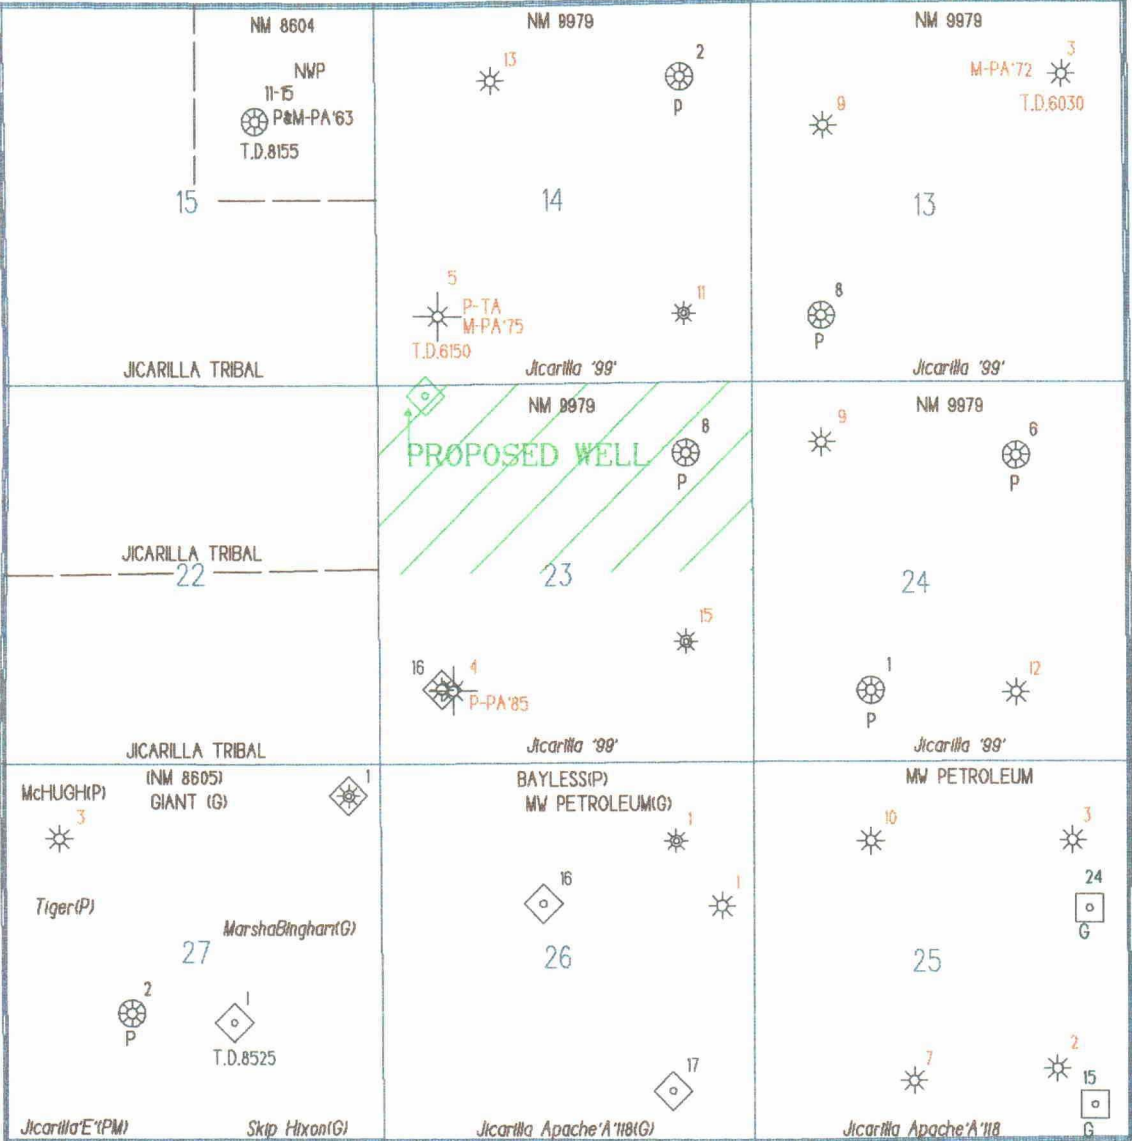 NM 8604
NWP
11-15
P&M-PA'63
T.D.8155
15
JICARILLA TRIBAL
NM 9979
13
2
P
14
5
P-TA
M-PA'75
T.D.6150
11
Jicarilla '99'
NM 9979
3
M-PA'72
T.D.6030
9
13
8
P
Jicarilla '99'
JICARILLA TRIBAL
22
JICARILLA TRIBAL
NM 9979
PROPOSED WELL
8
P
23
15
16
4
P-PA'85
Jicarilla '99'
NM 9979
9
6
P
24
1
P
12
Jicarilla '99'
(NM 8605)
McHUGH(P)
GIANT (G)
1
3
Tiger(P)
MarshaBingham(G)
27
2
P
1
T.D.8525
Jicarilla'E'(PM)
Skip Hixon(G)
BAYLESS(P)
MW PETROLEUM(G)
1
16
1
26
17
Jicarilla Apache'A'118(G)
MW PETROLEUM
10
3
24
G
25
7
2
15
G
Jicarilla Apache'A'118